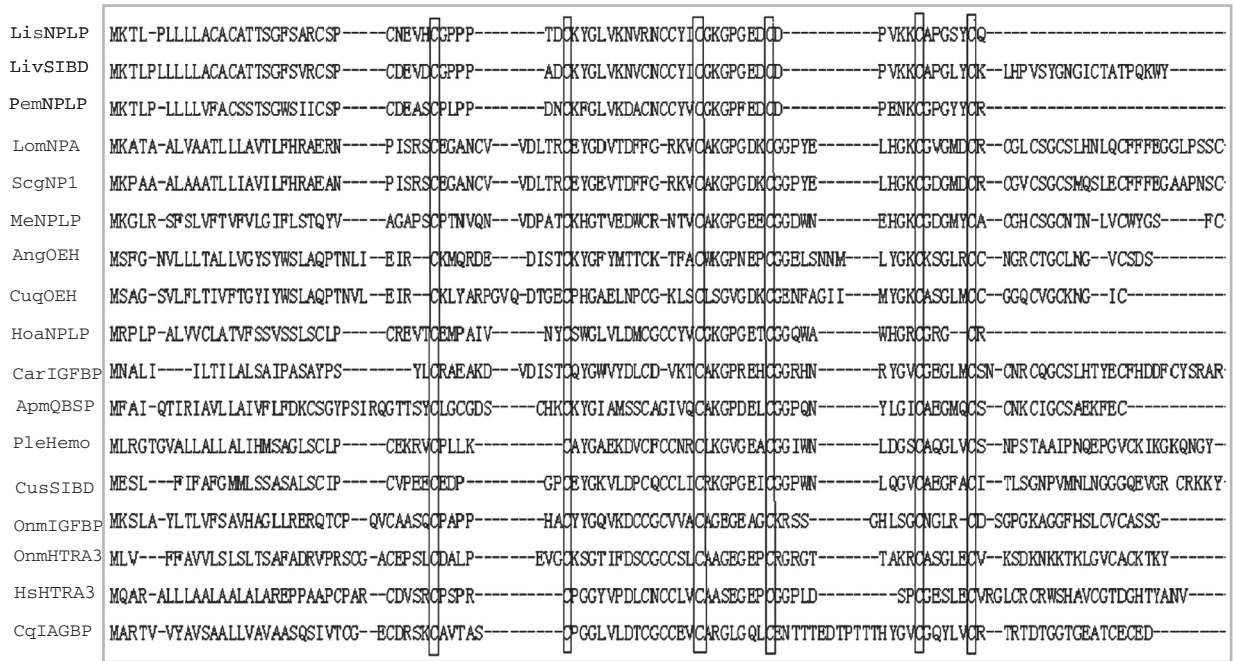 LisNPLP MKTL-PLLLLACACATTSGFSARCSP-----CNEVHCGPPP--------TDCKYGLVKNVRNCCYICGKGPGEDCD--------PVKKCAPGSYCQ-----------------------
LivSIBD MKTLPLLLLACACATTSGFSVRCSP-----CDEVDCGPPP--------ADCKYGLVKNVCNCCYICGKGPGEDCD--------PVKKCAPGLYCK--LHPVSYGNGICTATPQKWY------
PemNPLP MKTLP-LLLLVFACSSTSGWSIICSP-----CDEASCPLPP--------DNCKFGLVKDACNCCYVCGKGPFEDCD--------PENKCGPGYYCR-----------------------
LomNPA MKATA-ALVAATLLLAVTLFHRAERN-----PISRSCEGANCV---VDLTRCEYGDVTDFFG-RKVCAKGPGDKCGGPYE------LHGKCGVGMDCR--CGLCSGCSLHNLQCFFFEGGLPSSC-
ScgNP1 MKPAA-ALAAATLLIAVILFHRAEAN-----PISRSCEGANCV---VDLTRCEYGEVTDFFG-RKVCAKGPGDKCGGPYE------LHGKCGDGMDCR--CGVCSGCSMQSLECFFFEGAAPNSC-
MeNPLP MKGLR-SFSLVFTVFVLGIFLSTQYV-----AGAPSCPTNVQN---VDPATCKHGTVEDWCR-NTVCAKGPGEECGGDWN------EHGKCGDGMYCA--CGHCSGCNTN-LVCWYGS------FC
AngOEH MSFG-NVLLLTALLVGYSYWSLAQPTNLI--EIR--CKMQRDE---DISTCKYGFYMTTCK-TFACWKGPNEPCGGELSNNM----LYGKCKSGLRCC--NGRCTGCLNG--VCSDS-------
CuqOEH MSAG-SVLFLTIVFTGYIYWSLAQPTNVL--EIR--CKLYARPGVQ-DTGECPHGAELNPCG-KLSCLSGVGDKCGENFAGII----MYGKCASGLMCC--GGQCVGCKNG--IC----------
HoaNPLP MRPLP-ALVVCLATVFSSVSSLSCLP-----CREVTCEMPAIV------NYCSWGLVLDMCGCCYVCGKGPGETCGGQWA------WHGRCGRG--CR-----------------------
CarIGFBP MNALI----ILTILALSAIPASAYPS-----YLCRAEAKD---VDISTCQYGWVYDLCD-VKTCAKGPREHCGGRHN------RYGVCGEGLMCSN-CNRCQGCSLHTYECFHDDFCYSRAR
ApmQBSP MFAI-QTIRIAVLLAIVFLFDKCSGYPSIRQGTTSYCLGCGDS------CHKCKYGIAMSSCAGIVQCAKGPDELCGGPQN------YLGICAEGMQCS--CNKCIGCSAEKFEC-----------
PleHemo MLRGTGVALLALLALIHMSAGLSCLP-----CEKRVCPLLK---------CAYGAEKDVCFCCNRCLKGVGEACGGIWN------LDGSCAQGLVCS--NPSTAAIPNQEPGVCKIKGKQNGY-
CusSIBD MESL---FIFAFGMMLSSASALSCIP-----CVPEECEDP---------GPCEYGKVLDPCQCCLICRKGPGEICGGPWN------LQGVCAEGFACI--TLSGNPVMNLNGGGQEVGR CRKKY-
OnmIGFBP MKSLA-YLTLVFSAVHAGLLRERQTCP--QVCAASQCPAPP--------HACYYGQVKDCCGCVVACAGEGEAGCKRSS-------GHLSGCNGLR-CD-SGPGKAGGFHSLCVCASSG------
OnmHTRA3 MLV---FFAVVLSLSLTSAFADRVPRSCG-ACEPSLCDALP-------EVGCKSGTIFDSCGCCSLCAAGEGEPCRGRGT------TAKRCASGLECV--KSDKNKKTKLGVCACKTKY------
HsHTRA3 MQAR-ALLLAALAALALAREPPAAPCPAR---CDVSRCPSPR---------CPGGYVPDLCNCCLVCAASEGEPCGGPLD-------SPCGESLECVRGLCRCRWSHAVCGTDGHTYANV-----
CqIAGBP MARTV-VYAVSAALLVAVAASQSIVTCG---ECDRSKCAVTAS---------CPGGLVLDTCGCCEVCARGLGQLCENTTTEDTPTTTHYGVCGQYLVCR--TRTDTGGTGEATCECED--------